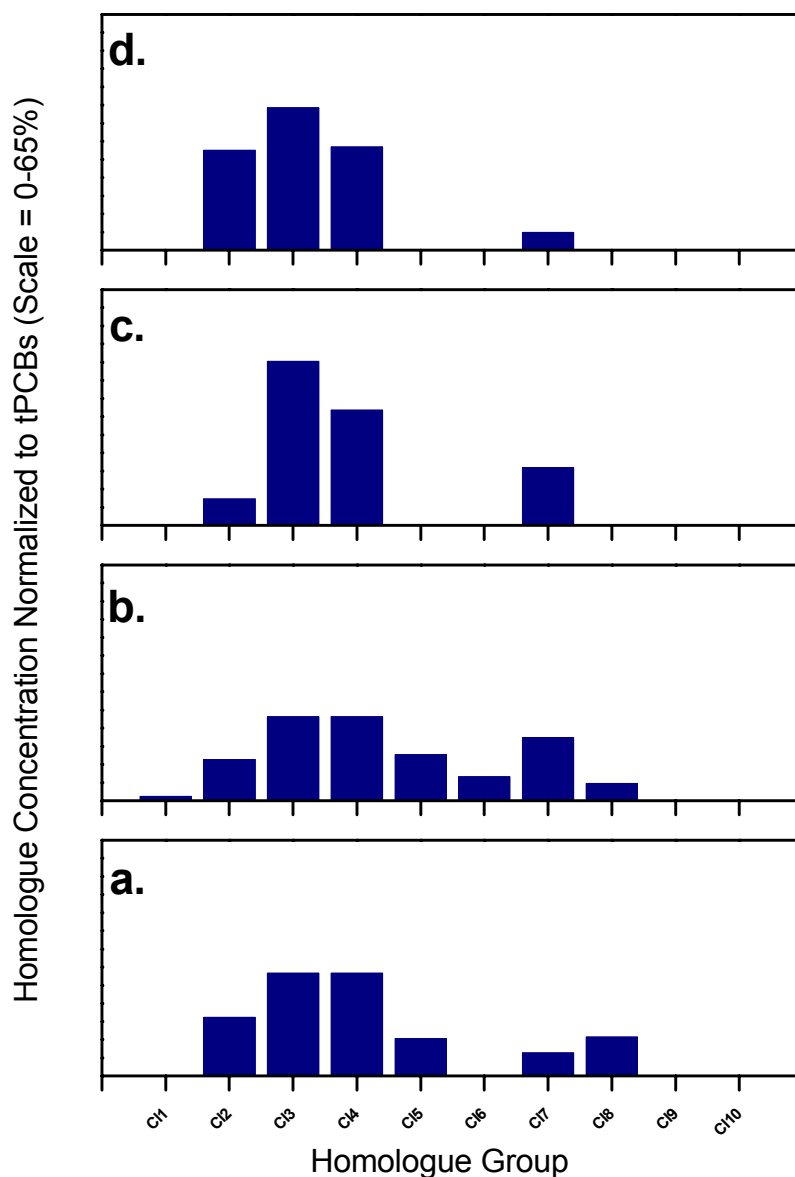 Homologue Concentration Normalized to tPCBs (Scale = 0-65%)
d.
c.
b.
a.
Cl1 Cl2 Cl3 Cl4 Cl5 Cl6 Cl7 Cl8 Cl9 Cl10
Homologue Group